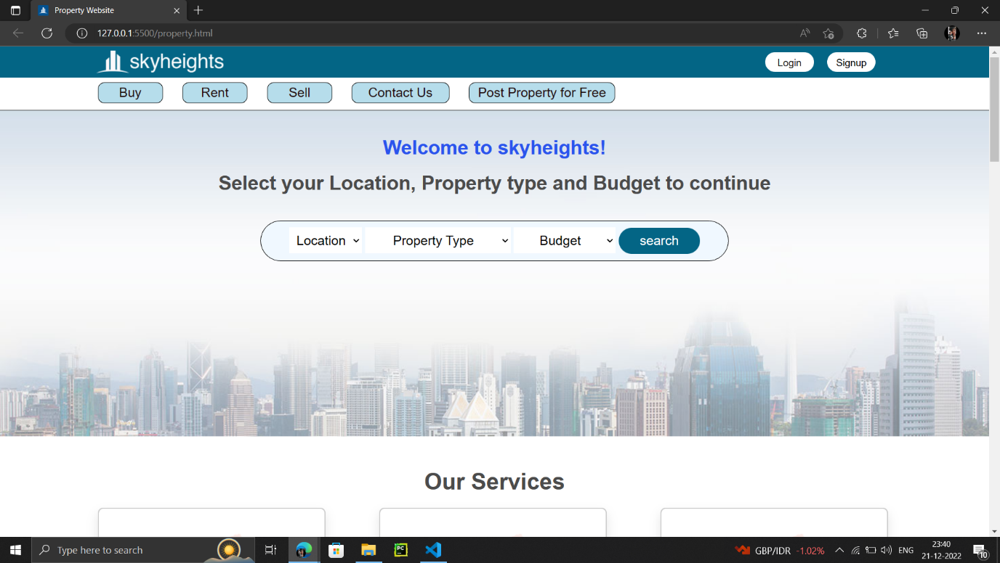 Property Website
127.0.0.1:5500/property.html
skyheights
Login
Signup
Buy
Rent
Sell
Contact Us
Post Property for Free
Welcome to skyheights!
Select your Location, Property type and Budget to continue
Location
Property Type
Budget
search
Our Services
Type here to search
PC
GBP/IDR -1.02%
ENG
23:40
21-12-2022
10